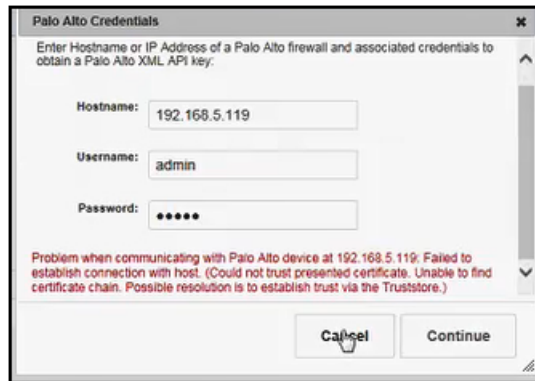 Palo Alto Credentials
Enter Hostname or IP Address of a Palo Alto firewall and associated credentials to
obtain a Palo Alto XML API key:
Hostname: 192.168.5.119
Username: admin
Password: •••••
Problem when communicating with Palo Alto device at 192.168.5.119: Failed to
establish connection with host. (Could not trust presented certificate. Unable to find
certificate chain. Possible resolution is to establish trust via the Truststore.)
Cancel Continue